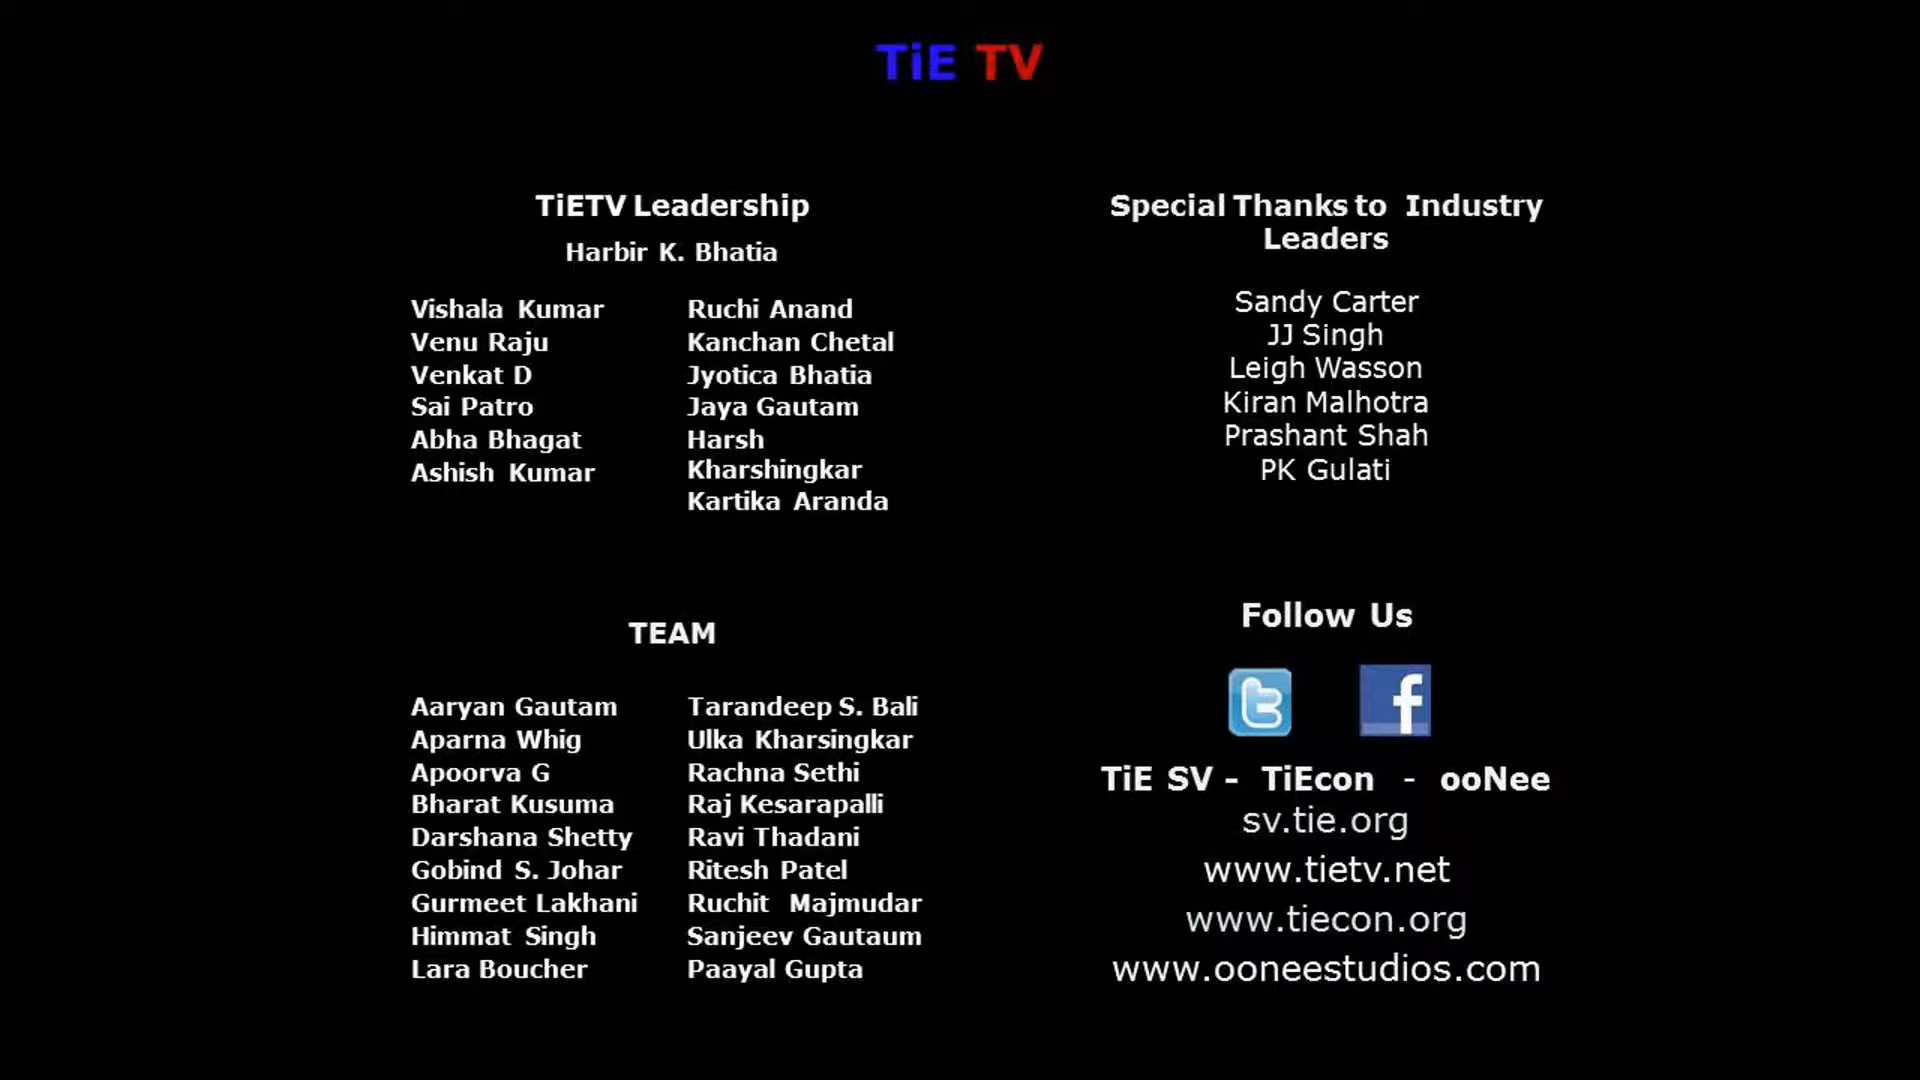 TiE TV
TiETV Leadership
Harbir K. Bhatia
Vishala Kumar
Venu Raju
Venkat D
Sai Patro
Abha Bhagat
Ashish Kumar
Ruchi Anand
Kanchan Chetal
Jyotica Bhatia
Jaya Gautam
Harsh
Kharshingkar
Kartika Aranda
TEAM
Aaryan Gautam
Aparna Whig
Apoorva G
Bharat Kusuma
Darshana Shetty
Gobind S. Johar
Gurmeet Lakhani
Himmat Singh
Lara Boucher
Tarandeep S. Bali
Ulka Kharsingkar
Rachna Sethi
Raj Kesarapalli
Ravi Thadani
Ritesh Patel
Ruchit Majmudar
Sanjeev Gautaum
Paayal Gupta
Special Thanks to Industry
Leaders
Sandy Carter
JJ Singh
Leigh Wasson
Kiran Malhotra
Prashant Shah
PK Gulati
Follow Us
TiE SV - TiEcon - ooNee
sv.tie.org
www.tietv.net
www.tiecon.org
www.ooneestudios.com